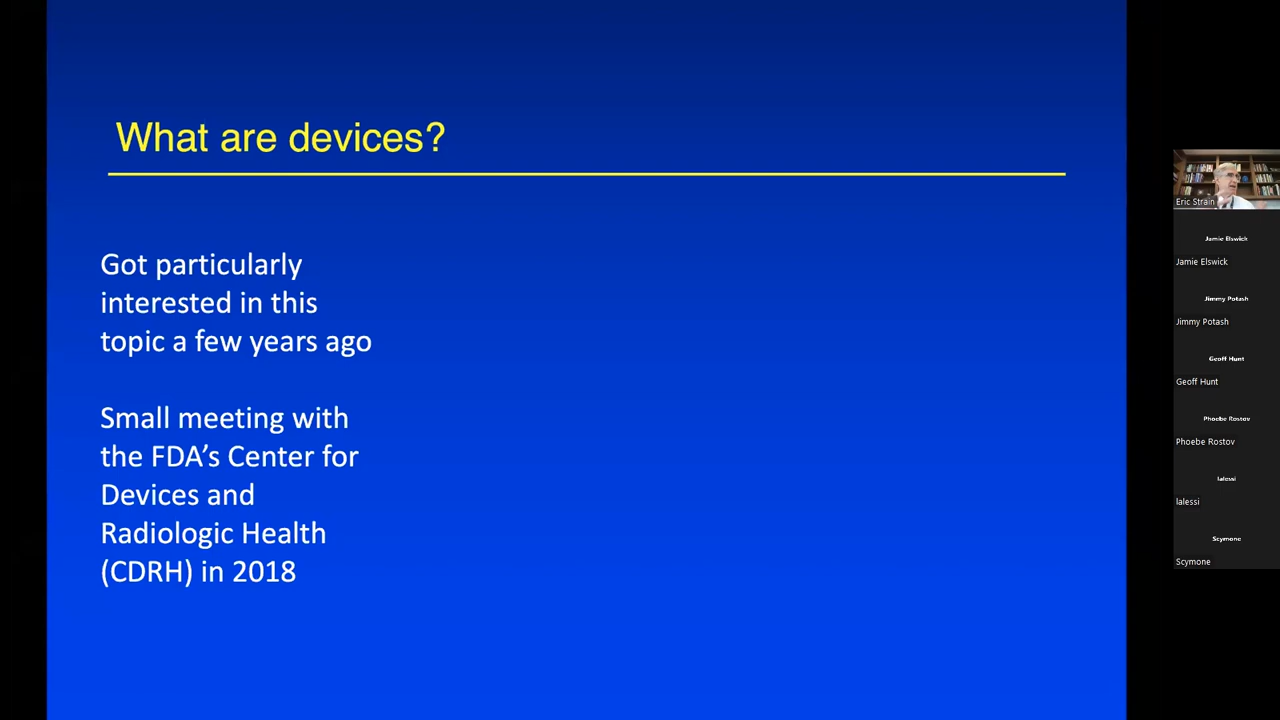 What are devices?
Got particularly
interested in this
topic a few years ago
Small meeting with
the FDA’s Center for
Devices and
Radiologic Health
(CDRH) in 2018
Eric Strain
Jamie Elswick
Jamie Elswick
Jimmy Potash
Jimmy Potash
Geoff Hunt
Geoff Hunt
Phoebe Rostov
Phoebe Rostov
lalessi
lalessi
Scymone
Scymone